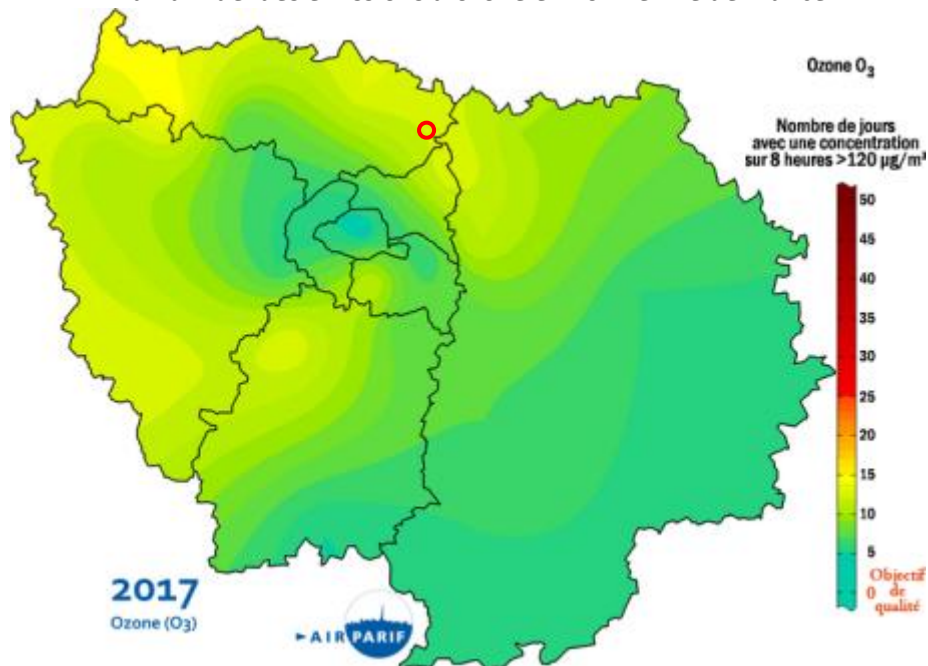 Ozone O3
Nombre de jours
avec une concentration
sur 8 heures >120 µg/m³
50
45
40
35
30
25
20
15
10
5
0 Objectif
de
qualité
2017
Ozone (O3)
AIRPARIF